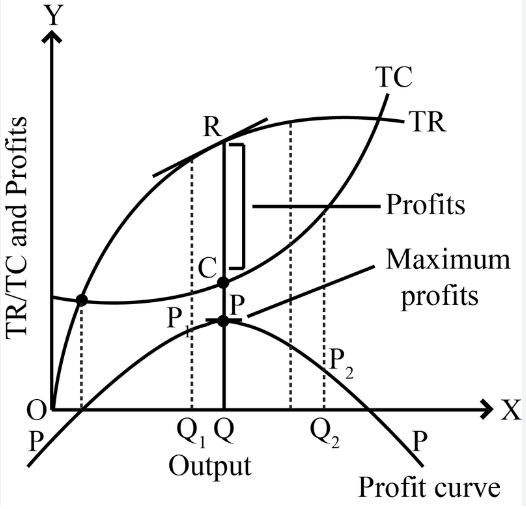 Y
TR/TC and Profits
TC
TR
R
Profits
C
Maximum
profits
P
P1
P2
O
X
P
Q1 Q
Q2
P
Output
Profit curve